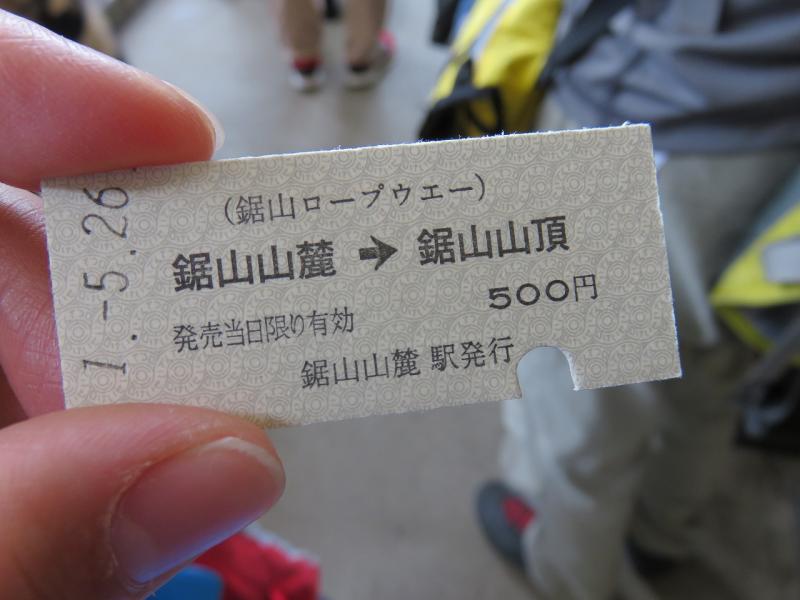 1.-5.26.
(鋸山ロープウエー)
鋸山山麓➔鋸山山頂
500円
発売当日限り有効
鋸山山麓 駅発行